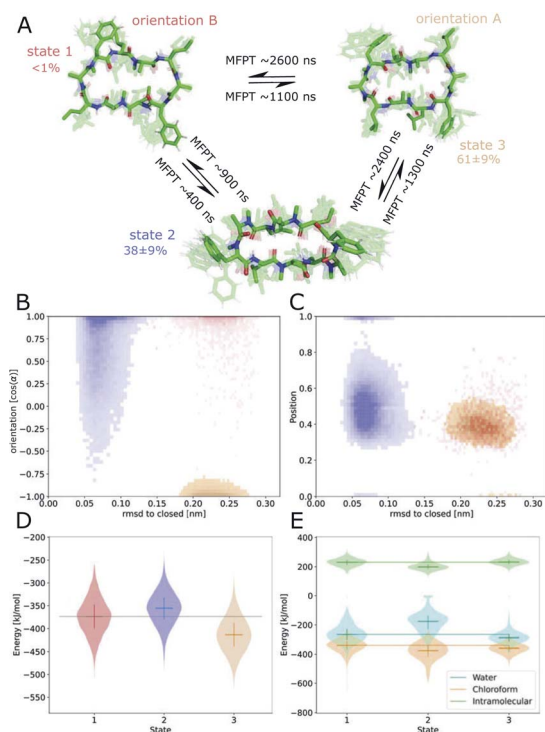 A
orientation B
orientation A
state 1
<1%
MFPT ~2600 ns
MFPT ~1100 ns
state 3
61±9%
MFPT ~900 ns
MFPT ~400 ns
MFPT ~2400 ns
MFPT ~1300 ns
state 2
38±9%
B
C
1.00
0.75
0.50
0.25
0.00
−0.25
−0.50
−0.75
−1.00
orientation [cos(α)]
0.00 0.05 0.10 0.15 0.20 0.25 0.30
rmsd to closed [nm]
1.0
0.8
0.6
0.4
0.2
0.0
Position
0.00 0.05 0.10 0.15 0.20 0.25 0.30
rmsd to closed [nm]
D
E
−200
−250
−300
−350
−400
−450
−500
−550
Energy [kJ/mol]
1 2 3
State
400
200
0
−200
−400
−600
−800
Energy [kJ/mol]
Water
Chloroform
Intramolecular
1 2 3
State